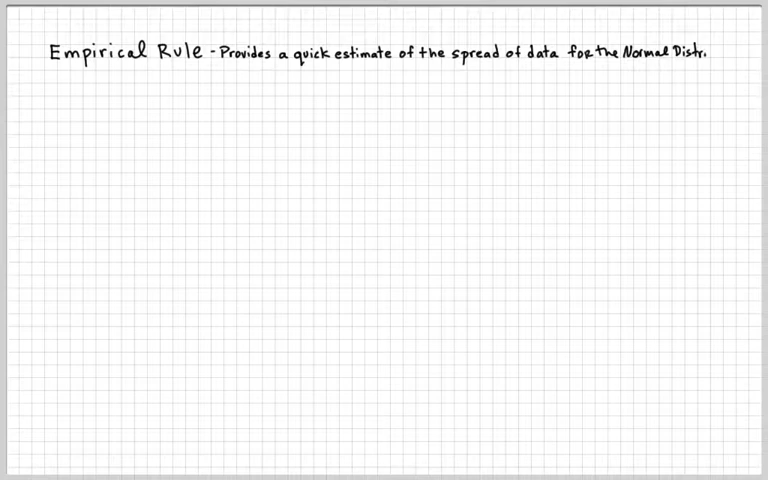 Empirical Rule - Provides a quick estimate of the spread of data for the Normal Distr.